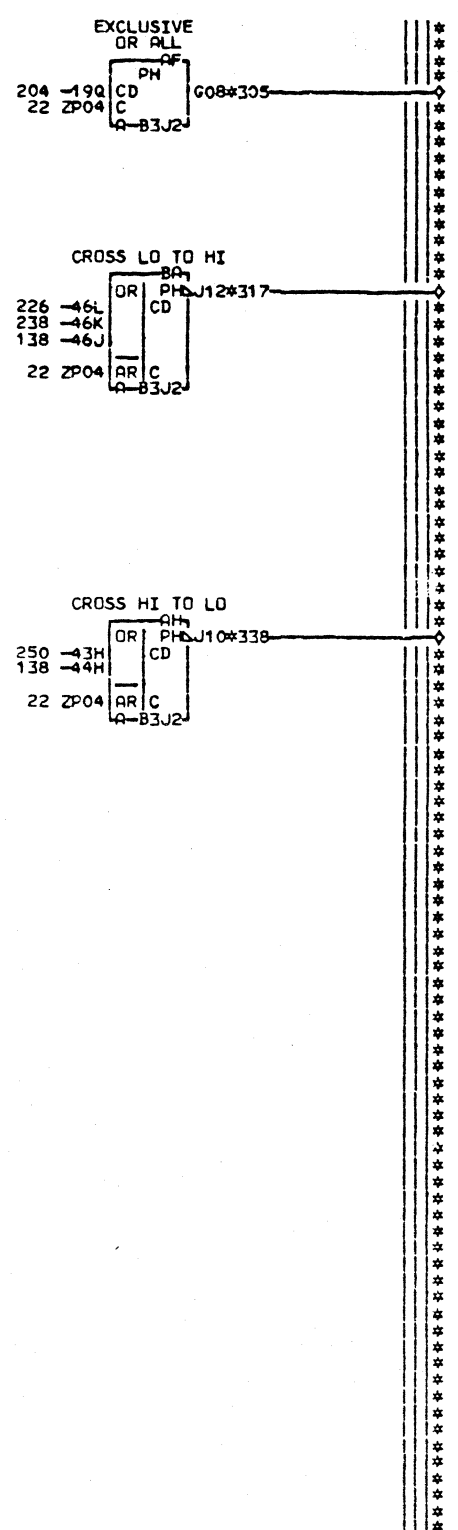 EXCLUSIVE
OR ALL
AF
PH
204 —19Q CD G08*305
22 ZP04 C
A—B3J2
CROSS LO TO HI
BA
OR PH J12*317
226 —46L CD
238 —46K
138 —46J
22 ZP04 AR C
A—B3J2
CROSS HI TO LO
AH
OR PH J10*338
250 —43H CD
138 —44H
22 ZP04 AR C
A—B3J2